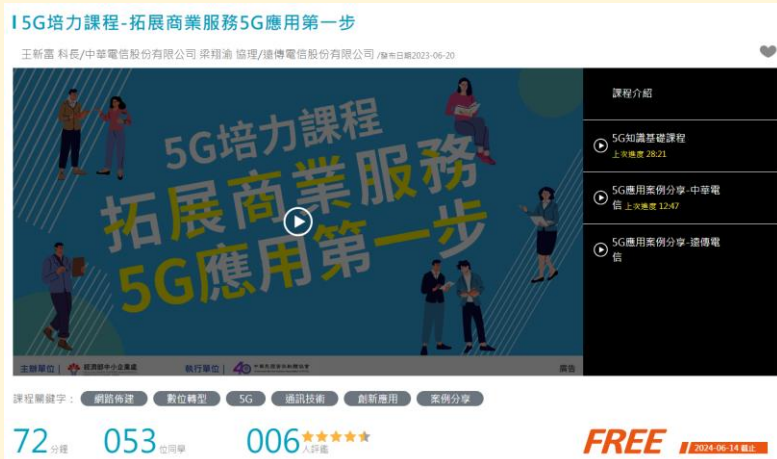 5G培力課程-拓展商業服務5G應用第一步
王新富 科長/中華電信股份有限公司 梁翔渝 協理/遠傳電信股份有限公司 /發布日期2023-06-20
5G培力課程
拓展商業服務
5G應用第一步
主辦單位 | 經濟部中小企業處
執行單位 | 40
廣告
課程介紹
5G知識基礎課程
上次進度 28:21
5G應用案例分享-中華電
信 上次進度 12:47
5G應用案例分享-遠傳電
信
課程關鍵字： 網路佈建 數位轉型 5G 通訊技術 創新應用 案例分享
72 分鐘 053 位同學 006 人評鑑
FREE 2024-06-14 截止